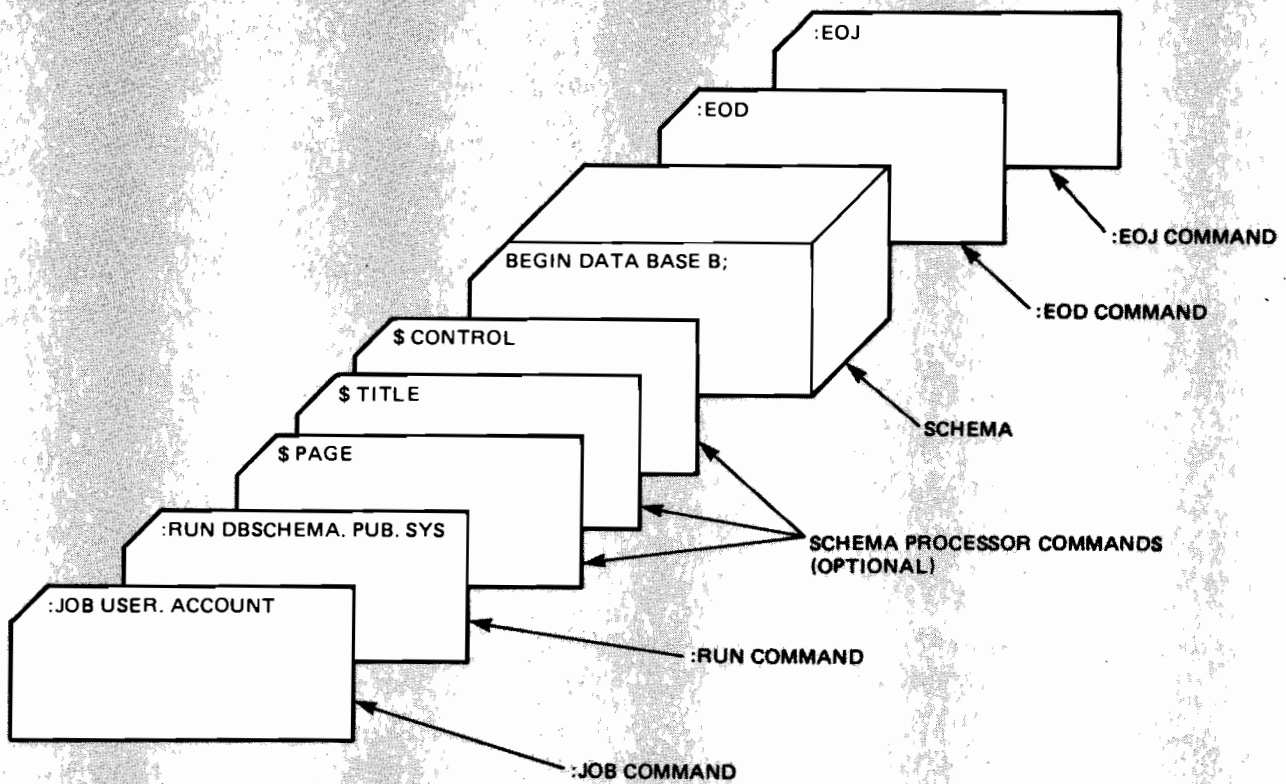 :EOJ
:EOD
BEGIN DATA BASE B;
$ CONTROL
$ TITLE
$ PAGE
:RUN DBSCHEMA. PUB. SYS
:JOB USER. ACCOUNT
:EOJ COMMAND
:EOD COMMAND
SCHEMA
SCHEMA PROCESSOR COMMANDS
(OPTIONAL)
:RUN COMMAND
:JOB COMMAND